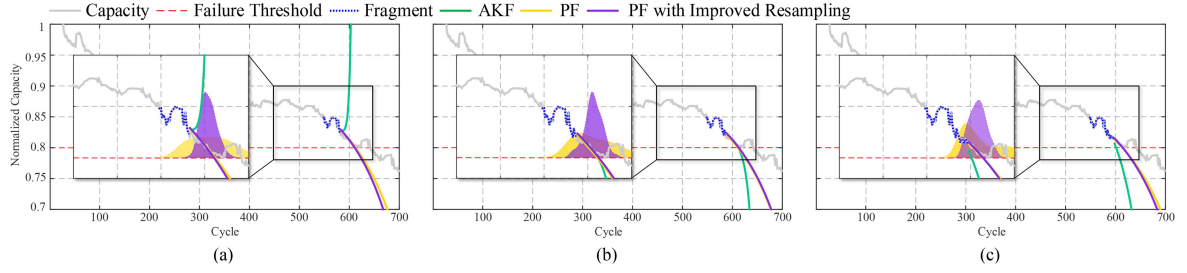 Capacity Failure Threshold Fragment AKF PF PF with Improved Resampling
1
0.95
0.9
0.85
0.8
0.75
0.7
Normalized Capacity
100 200 300 400 500 600 700
Cycle
(a)
100 200 300 400 500 600 700
Cycle
(b)
100 200 300 400 500 600 700
Cycle
(c)